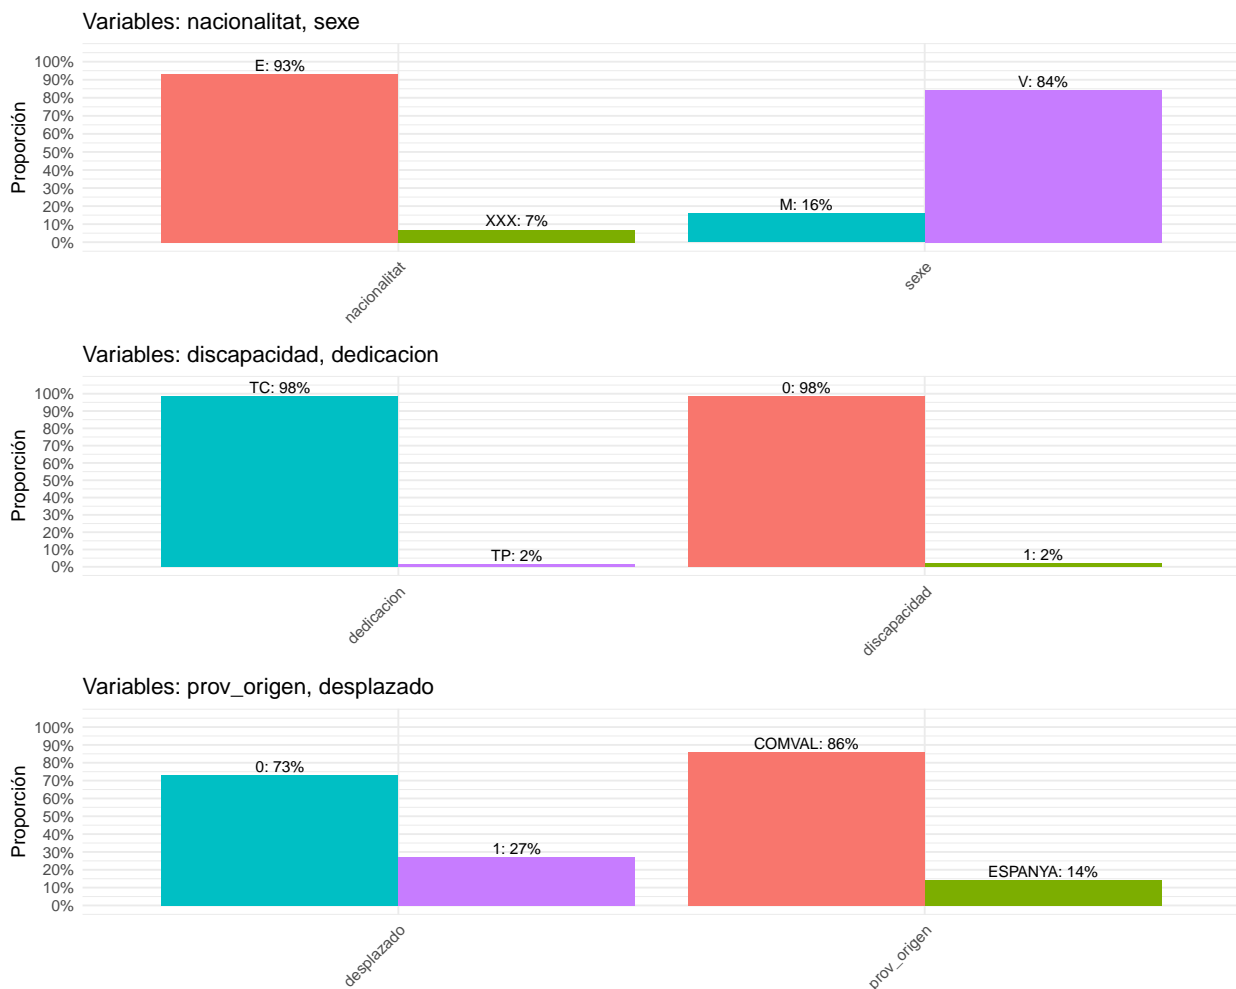 Variables: nacionalitat, sexe
Proporción
100%
90%
80%
70%
60%
50%
40%
30%
20%
10%
0%
E: 93%
XXX: 7%
M: 16%
V: 84%
nacionalitat
sexe
Variables: discapacidad, dedicacion
Proporción
100%
90%
80%
70%
60%
50%
40%
30%
20%
10%
0%
TC: 98%
TP: 2%
0: 98%
1: 2%
dedicacion
discapacidad
Variables: prov_origen, desplazado
Proporción
100%
90%
80%
70%
60%
50%
40%
30%
20%
10%
0%
0: 73%
1: 27%
COMVAL: 86%
ESPANYA: 14%
desplazado
prov_origen